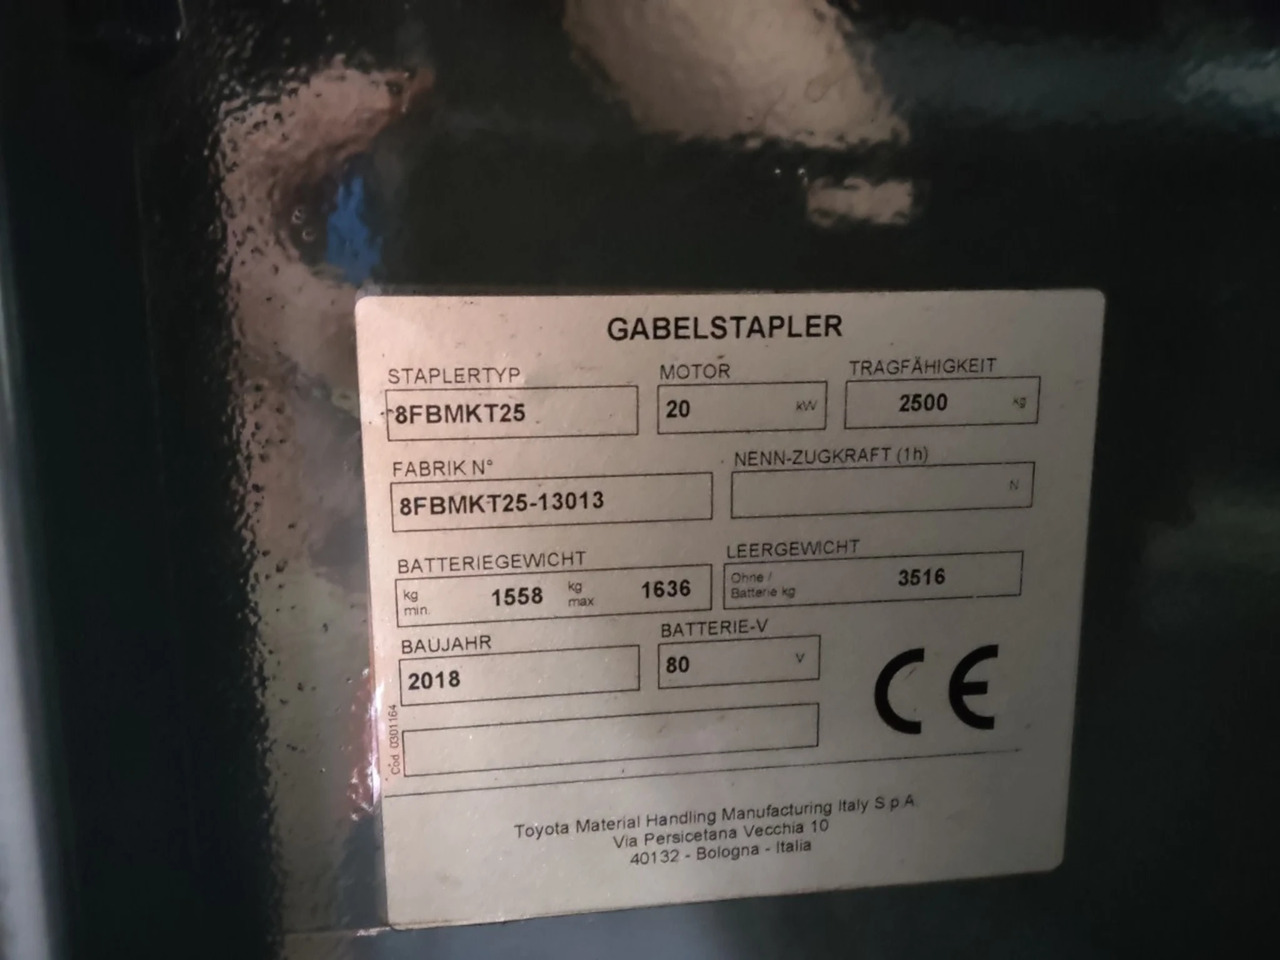 GABELSTAPLER
STAPLERTYP MOTOR TRAGFÄHIGKEIT
8FBMKT25 20 kW 2500 kg
FABRIK N° NENN-ZUGKRAFT (1h)
8FBMKT25-13013 N
BATTERIEGEWICHT LEERGEWICHT
kg min. 1558 kg max 1636 Ohne / Batterie kg 3516
BAUJAHR BATTERIE-V
2018 80 V
CE
Cod. 0301164
Toyota Material Handling Manufacturing Italy S.p.A
Via Persicetana Vecchia 10
40132 - Bologna - Italia